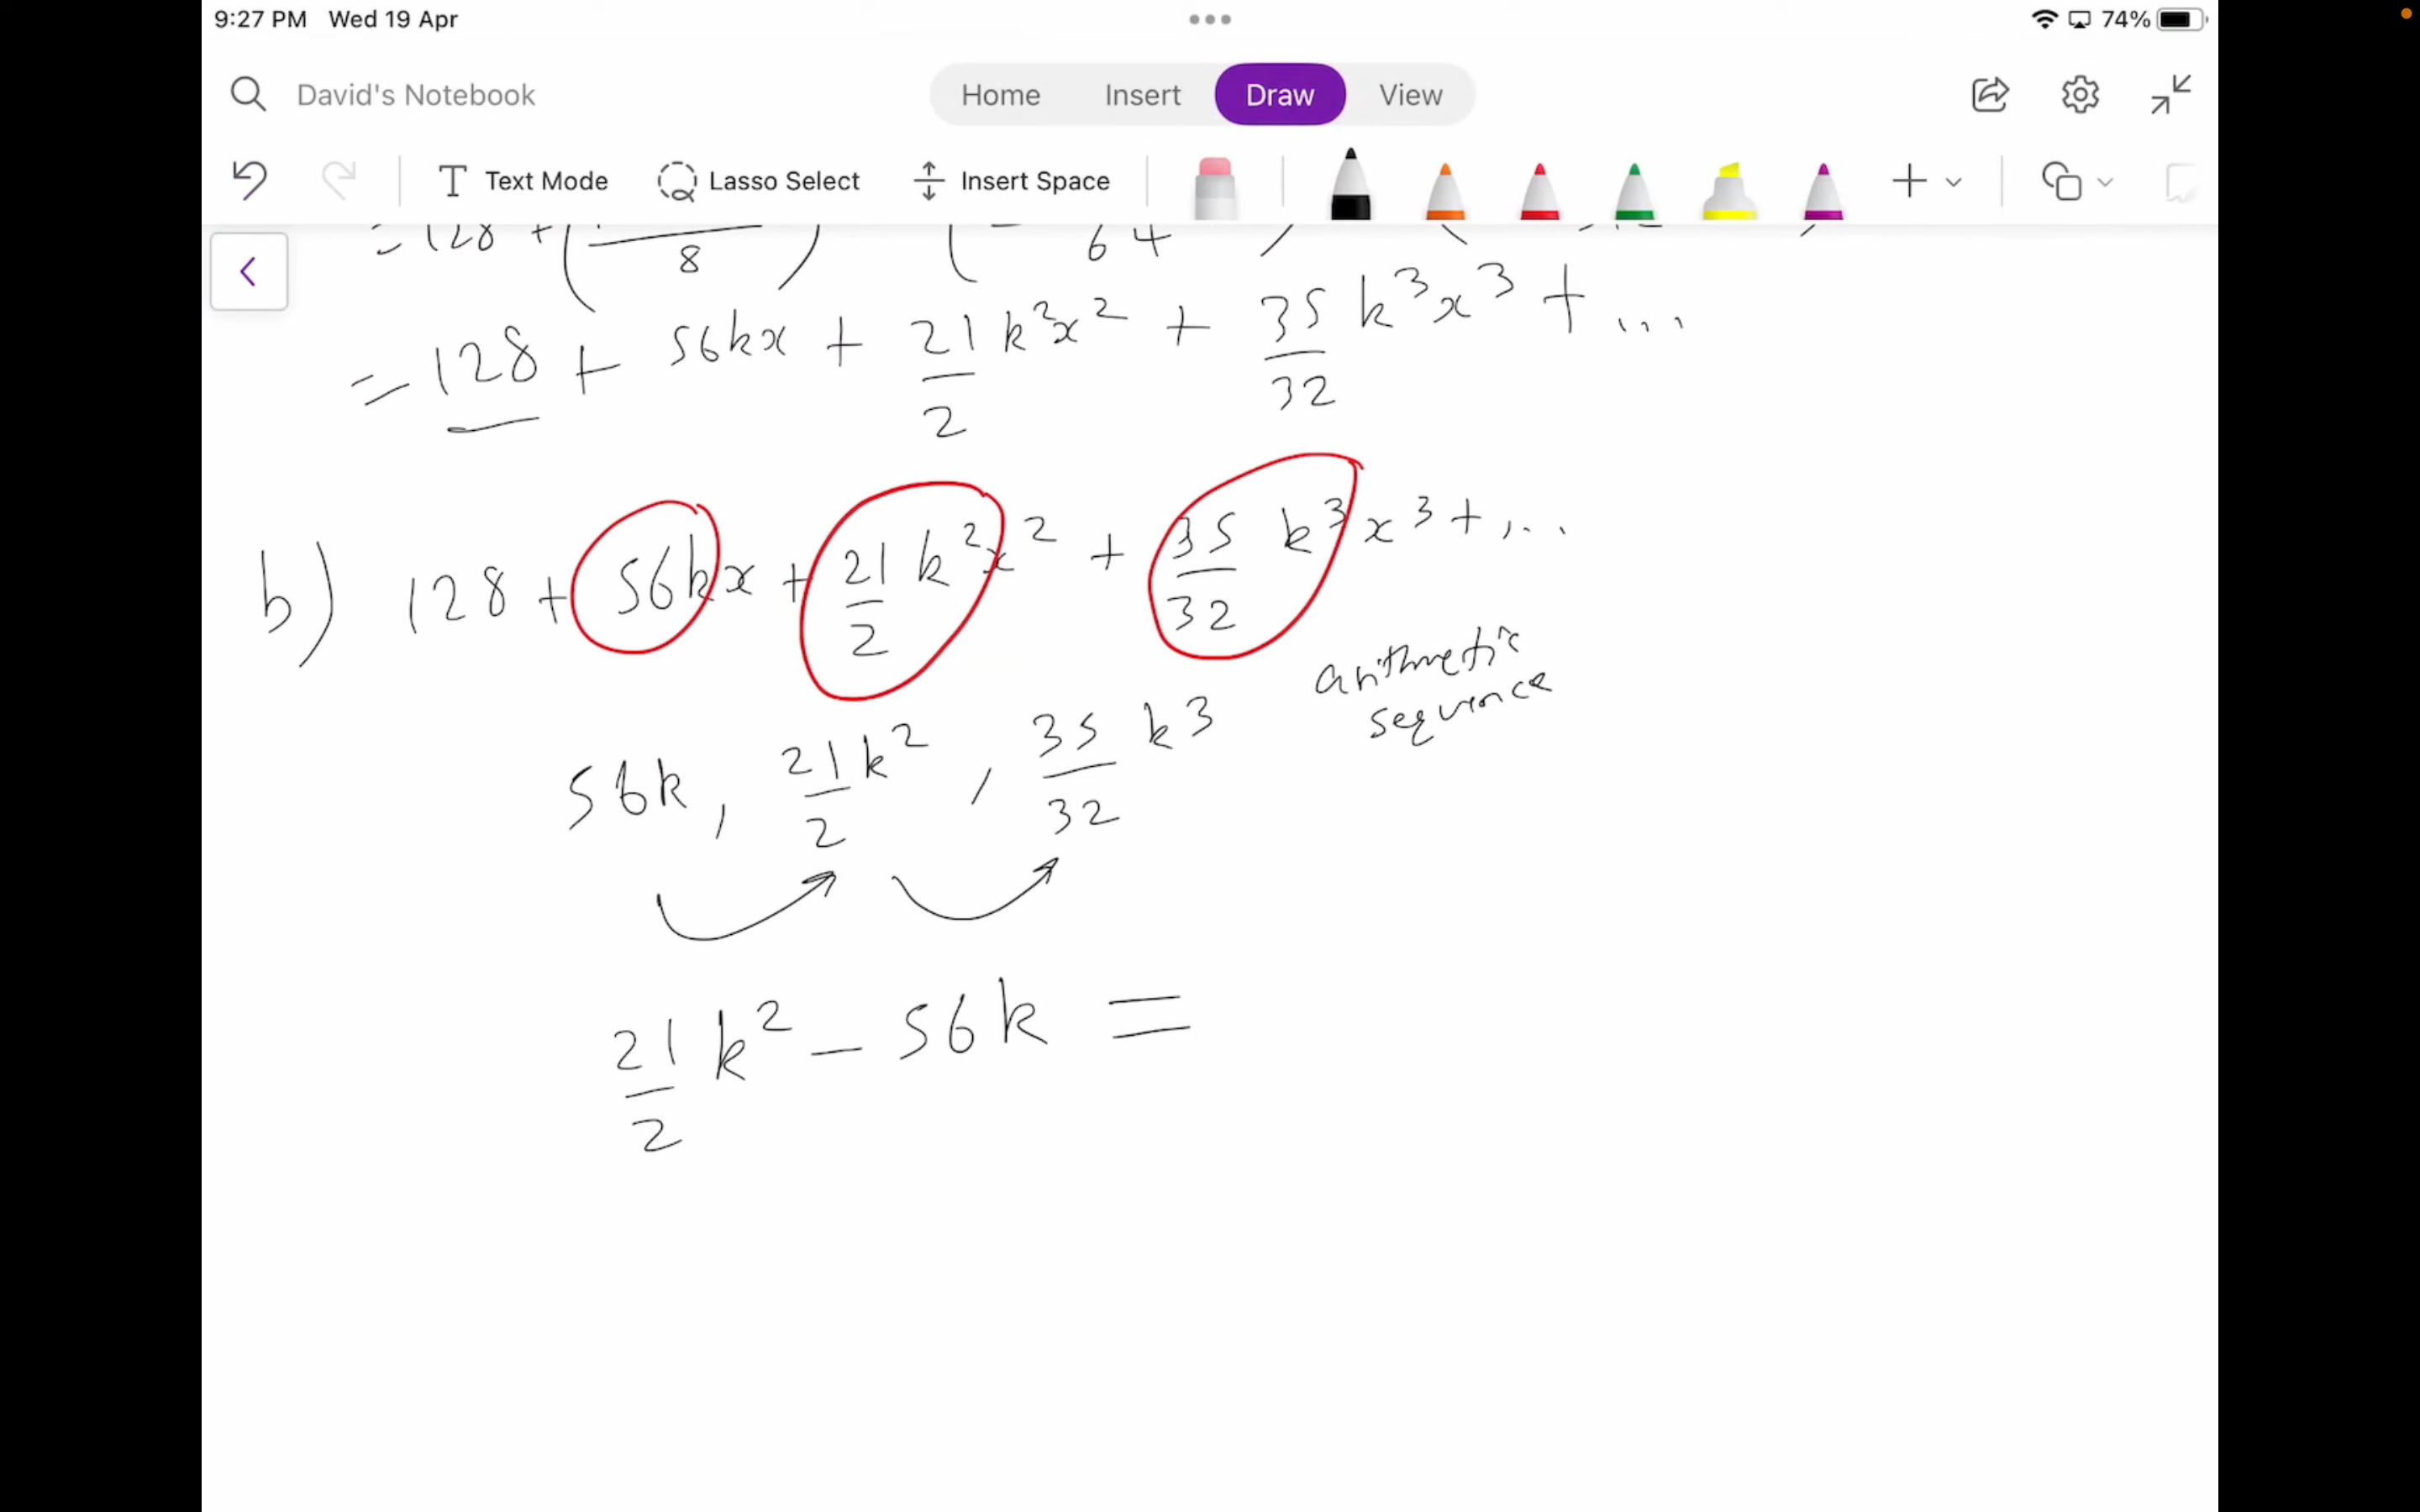 9:27 PM Wed 19 Apr 74%
David's Notebook Home Insert Draw View
T Text Mode Lasso Select Insert Space
= 128 + ( / 8 ) ( 64 ) (
= 128 + 56kx + 21/2 k²x² + 35/32 k³x³ + ...
b) 128 + 56kx + 21/2 k²x² + 35/32 k³x³ + ...
arithmetic
sequence
56k, 21/2 k², 35/32 k3
21/2 k² - 56k =